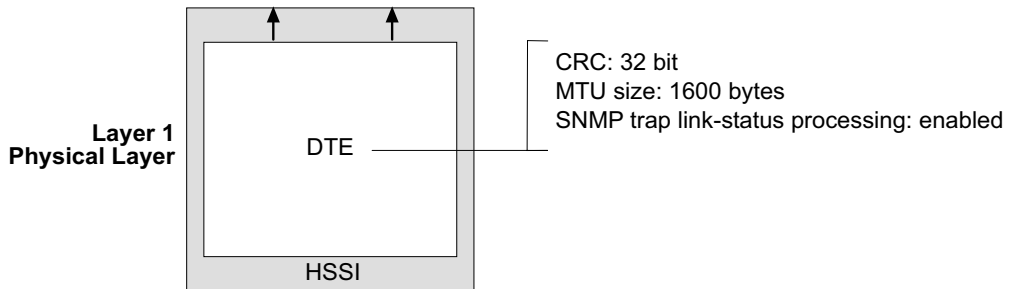 Layer 1
Physical Layer
DTE
CRC: 32 bit
MTU size: 1600 bytes
SNMP trap link-status processing: enabled
HSSI